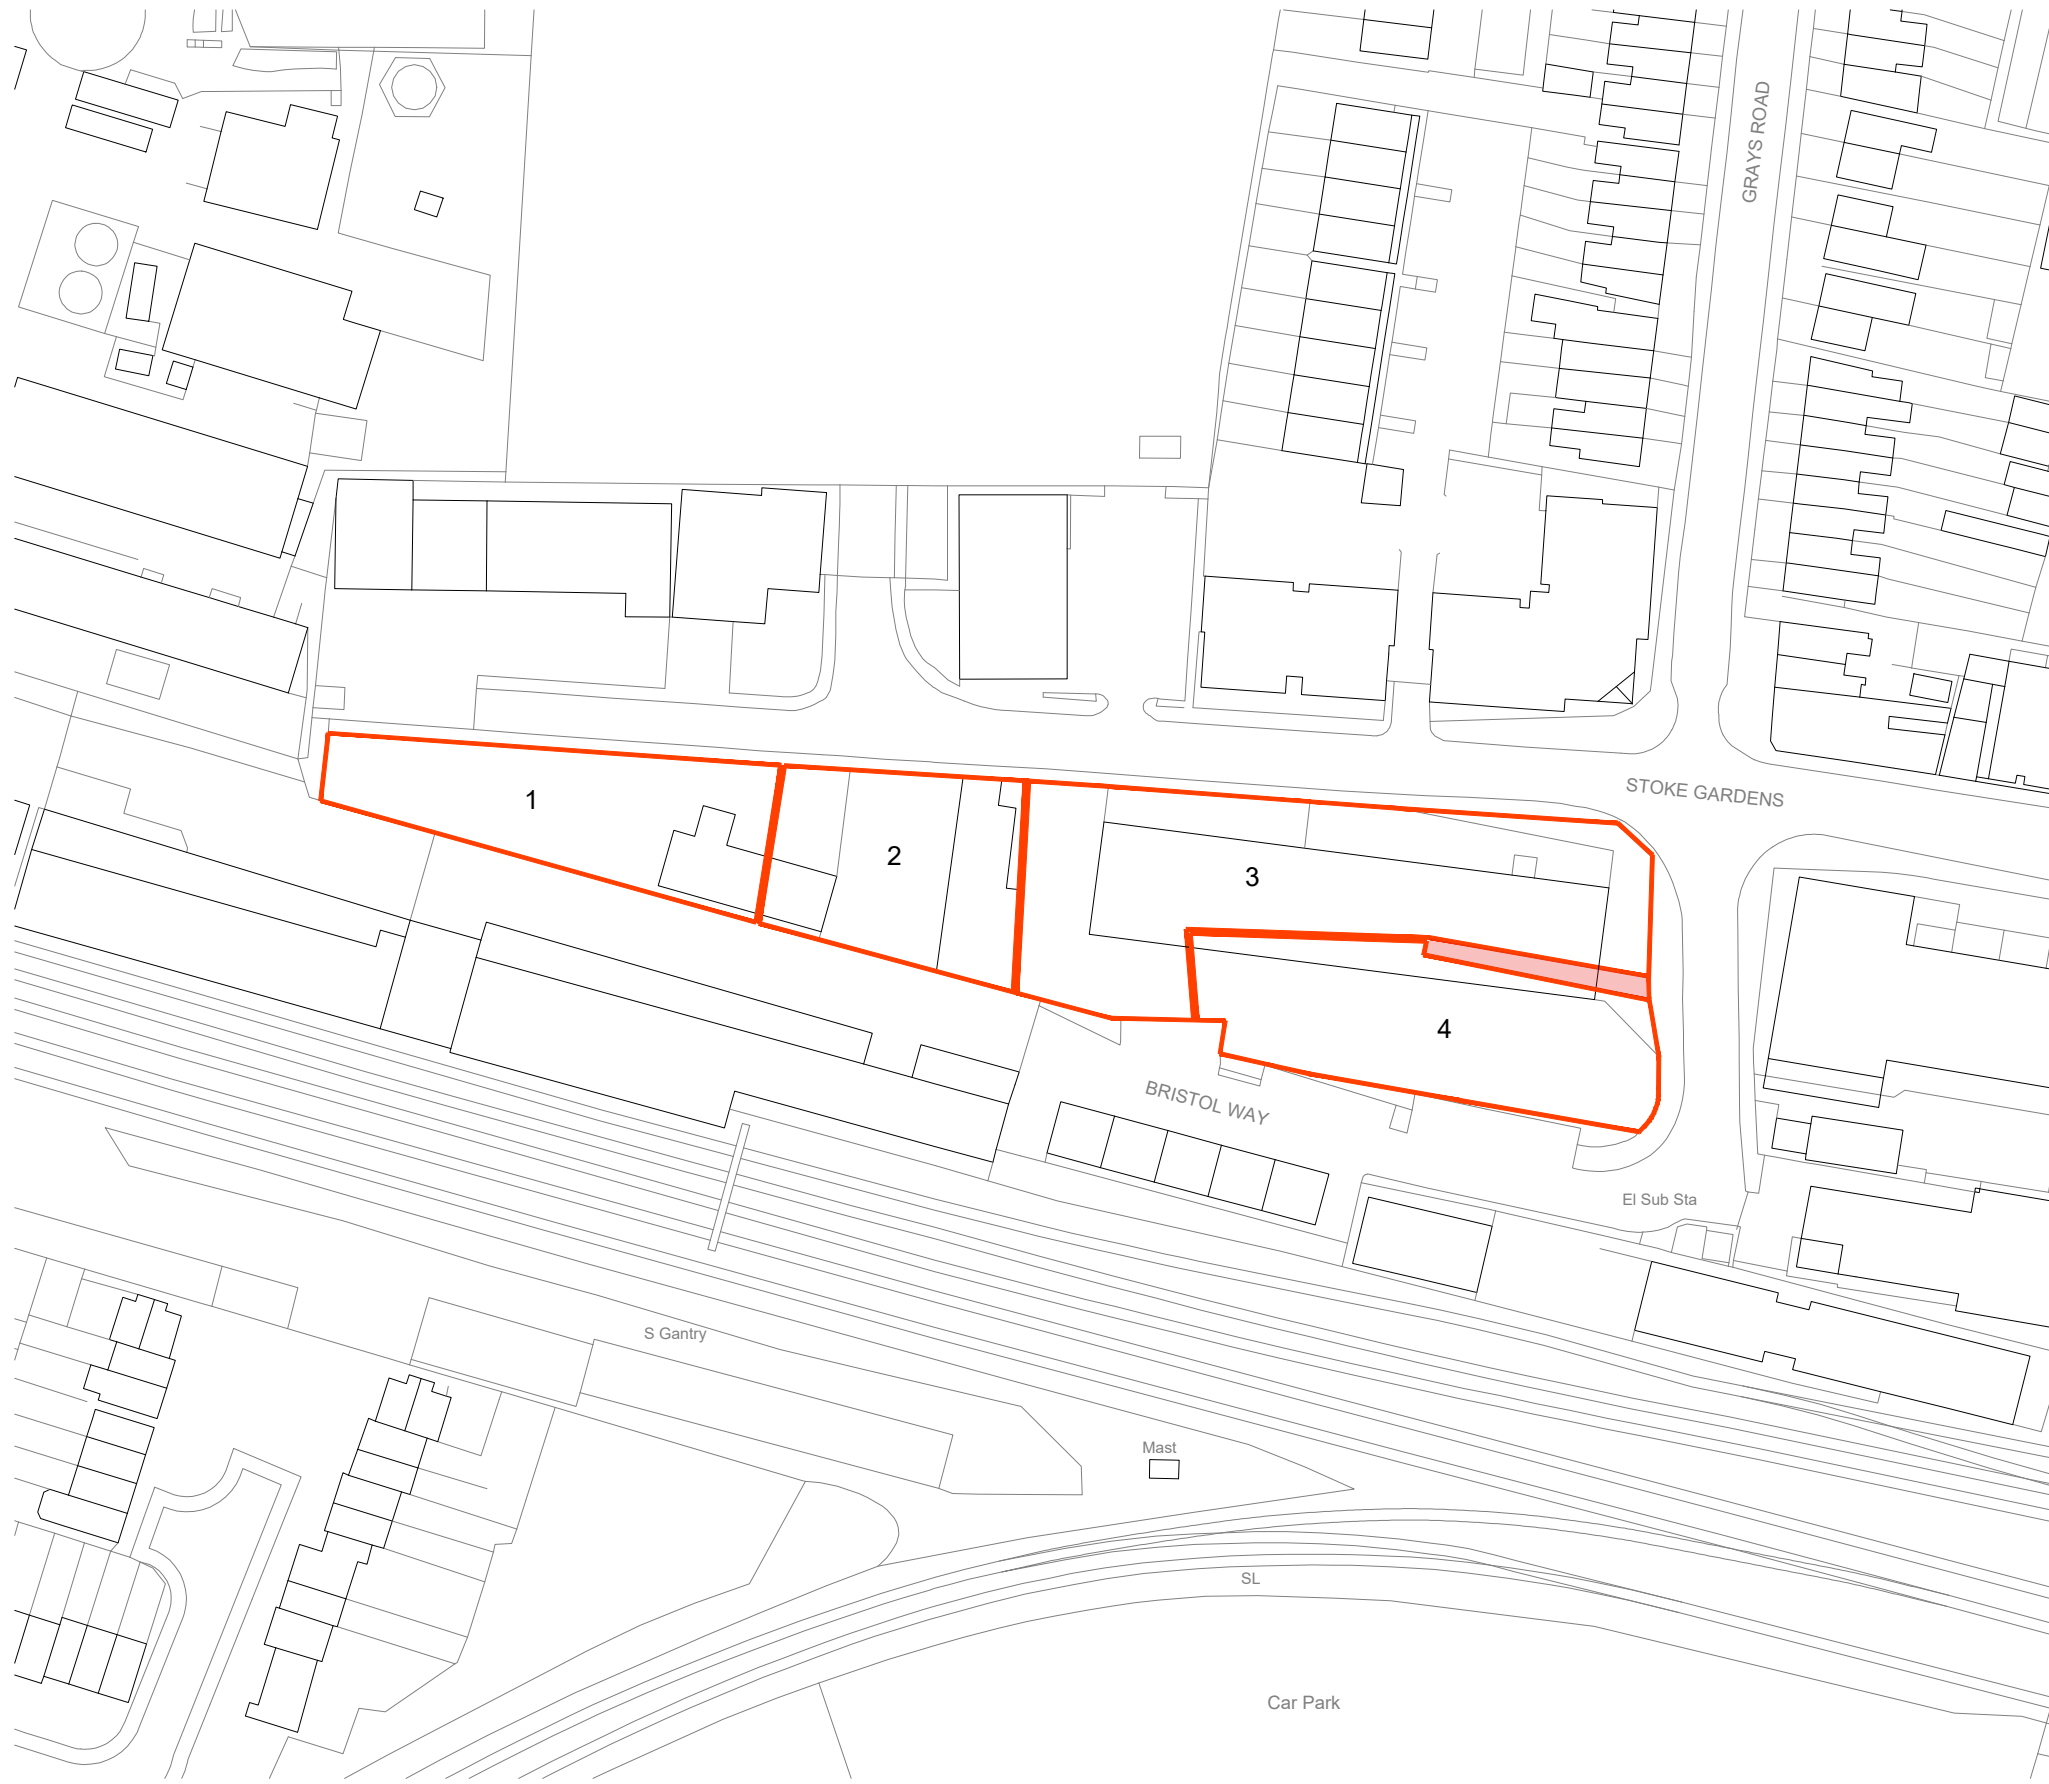 GRAYS ROAD
STOKE GARDENS
1
2
3
4
BRISTOL WAY
El Sub Sta
S Gantry
Mast
SL
Car Park